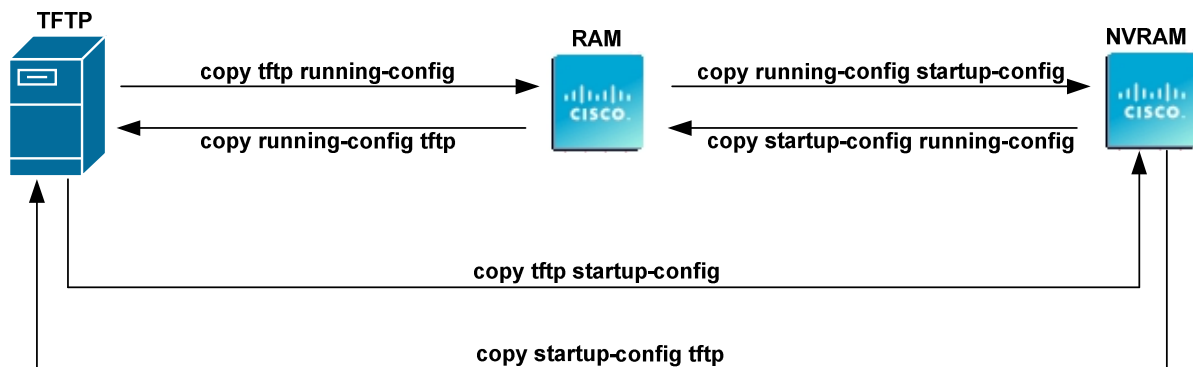 TFTP
RAM
NVRAM
copy tftp running-config
copy running-config startup-config
CISCO.
CISCO.
copy running-config tftp
copy startup-config running-config
copy tftp startup-config
copy startup-config tftp